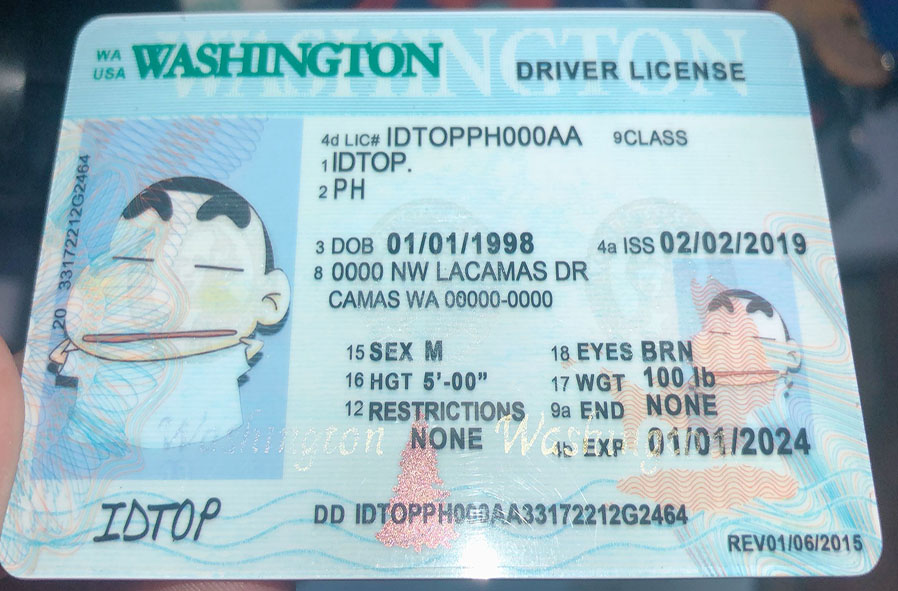 WA
USA
WASHINGTON
WASHINGTON
DRIVER LICENSE
4d LIC# IDTOPPH000AA 9CLASS
1 IDTOP.
2 PH
3 DOB 01/01/1998 4a ISS 02/02/2019
8 0000 NW LACAMAS DR
CAMAS WA 00000-0000
15 SEX M 18 EYES BRN
16 HGT 5'-00" 17 WGT 100 lb
12 RESTRICTIONS 9a END NONE
NONE 4b EXP 01/01/2024
Washington Washington
20 33172212G2464
IDTOP
DD IDTOPPH000AA33172212G2464
REV01/06/2015